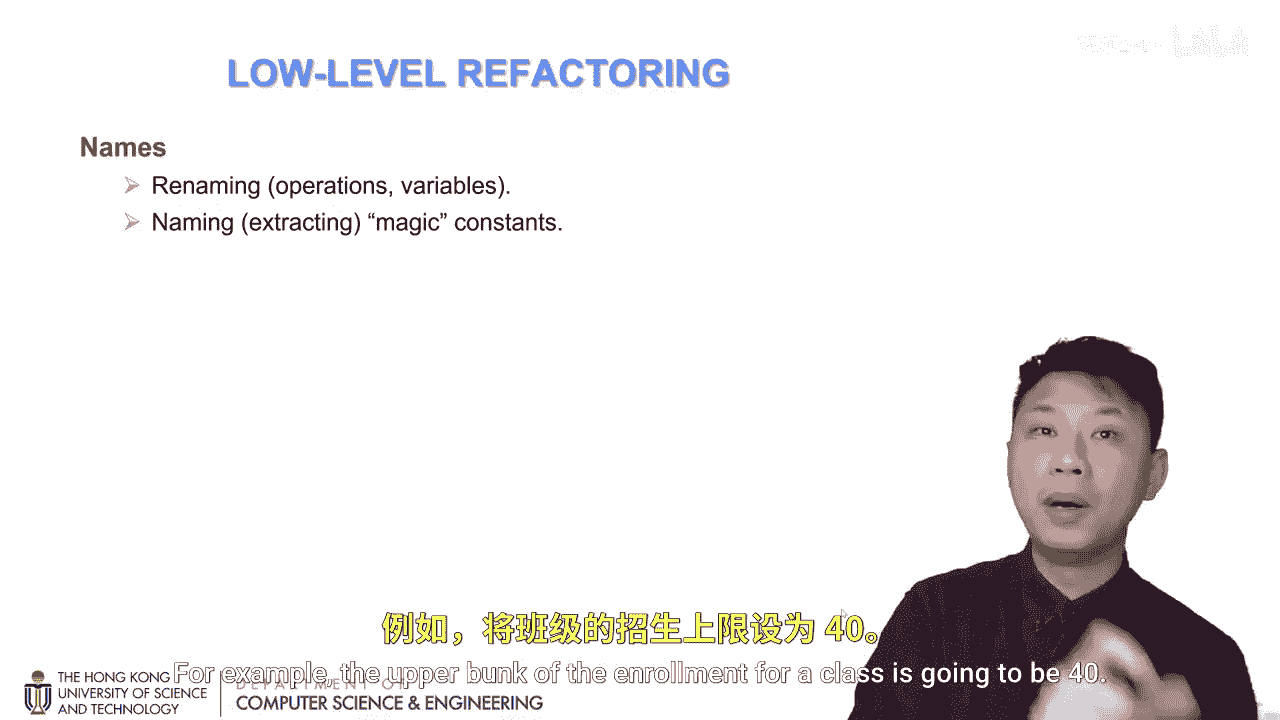 LOW-LEVEL REFACTORING
Names
Renaming (operations, variables).
Naming (extracting) “magic” constants.
例如，将班级的招生上限设为 40。
For example, the upper bunk of the enrollment for a class is going to be 40.
THE HONG KONG
UNIVERSITY OF SCIENCE
AND TECHNOLOGY
COMPUTER SCIENCE & ENGINEERING